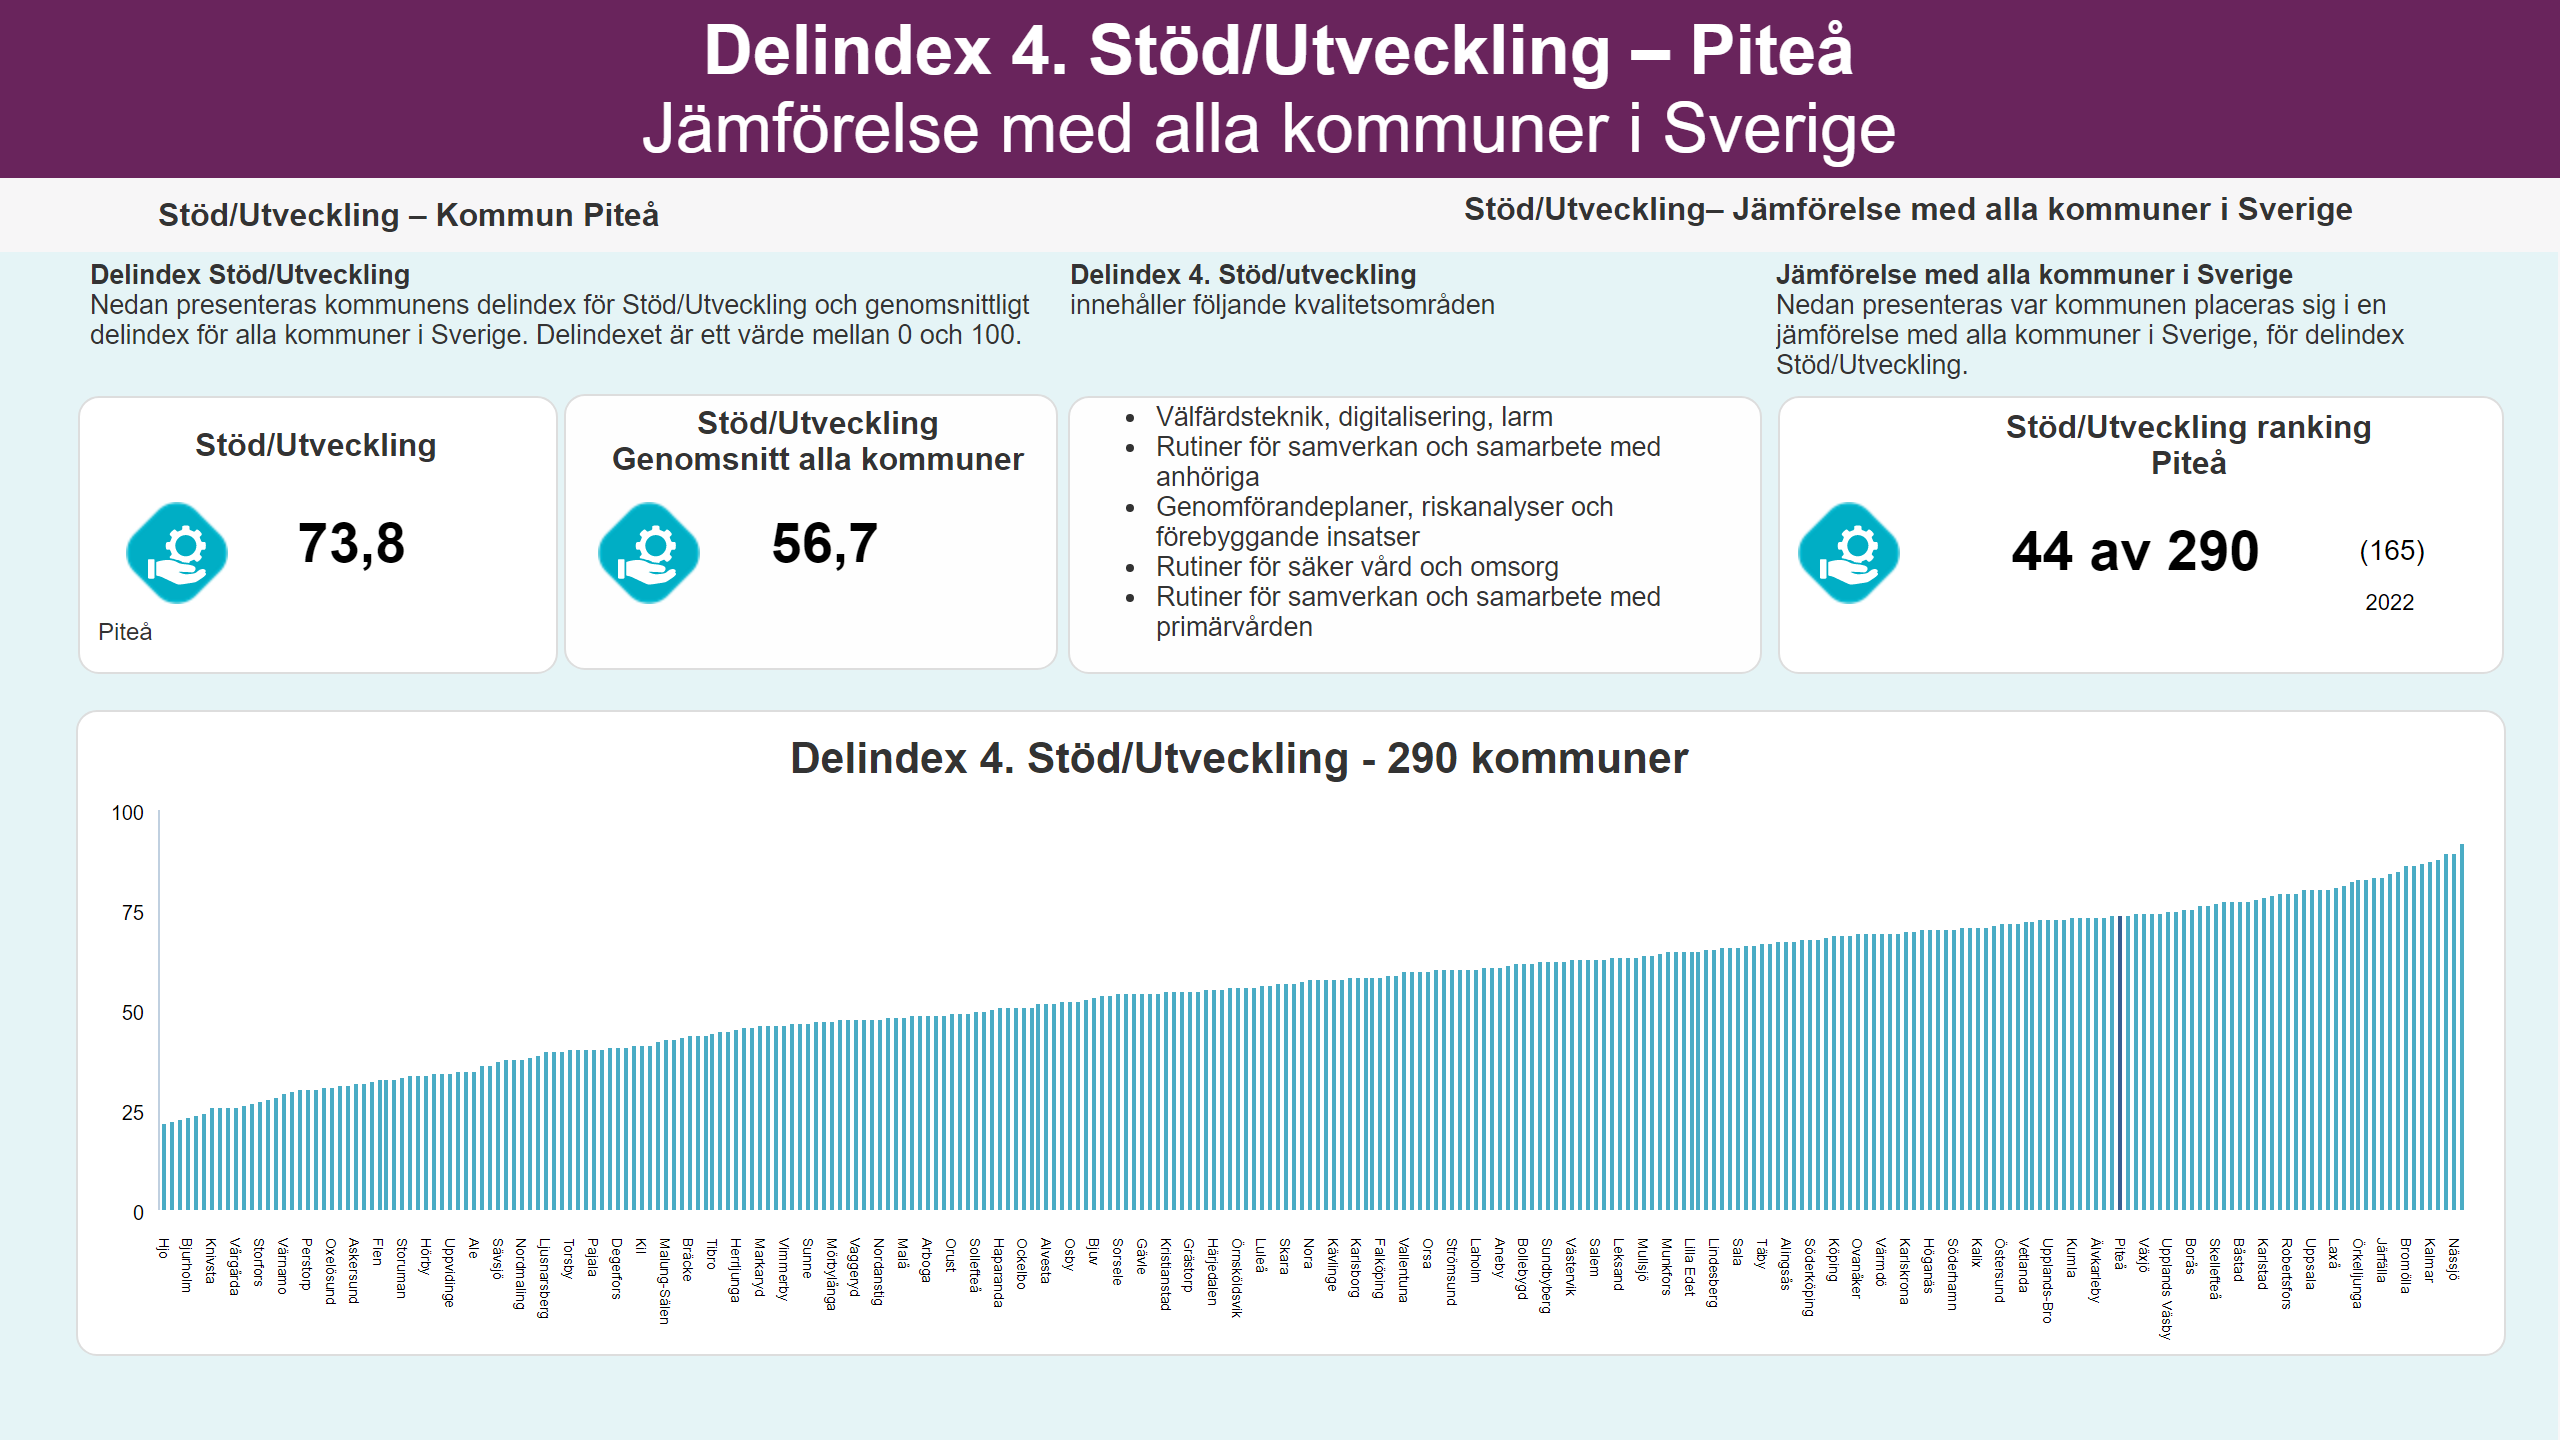 Delindex 4. Stöd/Utveckling – Piteå
Jämförelse med alla kommuner i Sverige
Stöd/Utveckling – Kommun Piteå
Stöd/Utveckling– Jämförelse med alla kommuner i Sverige
Delindex Stöd/Utveckling
Nedan presenteras kommunens delindex för Stöd/Utveckling och genomsnittligt
delindex för alla kommuner i Sverige. Delindexet är ett värde mellan 0 och 100.
Delindex 4. Stöd/utveckling
innehåller följande kvalitetsområden
Jämförelse med alla kommuner i Sverige
Nedan presenteras var kommunen placeras sig i en
jämförelse med alla kommuner i Sverige, för delindex
Stöd/Utveckling.
Stöd/Utveckling
73,8
Piteå
Stöd/Utveckling
Genomsnitt alla kommuner
56,7
• Välfärdsteknik, digitalisering, larm
• Rutiner för samverkan och samarbete med
anhöriga
• Genomförandeplaner, riskanalyser och
förebyggande insatser
• Rutiner för säker vård och omsorg
• Rutiner för samverkan och samarbete med
primärvården
Stöd/Utveckling ranking
Piteå
44 av 290
(165)
2022
Delindex 4. Stöd/Utveckling - 290 kommuner
100
75
50
25
0
Hjo
Bjurholm
Knivsta
Vårgårda
Storfors
Värnamo
Perstorp
Oxelösund
Askersund
Flen
Storuman
Hörby
Uppvidinge
Ale
Sävsjö
Nordmaling
Ljusnarsberg
Torsby
Pajala
Degerfors
Kil
Malung-Sälen
Bräcke
Tibro
Herrljunga
Markaryd
Vimmerby
Sunne
Mörbylånga
Vaggeryd
Nordanstig
Malå
Arboga
Orust
Sollefteå
Haparanda
Ockelbo
Alvesta
Osby
Bjuv
Sorsele
Gävle
Kristianstad
Grästorp
Härjedalen
Örnsköldsvik
Luleå
Skara
Nora
Kävlinge
Karlsborg
Falköping
Vallentuna
Orsa
Strömsund
Laholm
Aneby
Bollebygd
Sundbyberg
Västervik
Salem
Leksand
Mullsjö
Munkfors
Lilla Edet
Lindesberg
Sala
Täby
Alingsås
Söderköping
Köping
Ovanåker
Värmdö
Karlskrona
Höganäs
Söderhamn
Kalix
Östersund
Vetlanda
Upplands-Bro
Kumla
Älvkarleby
Piteå
Växjö
Upplands Väsby
Borås
Skellefteå
Båstad
Karlstad
Robertsfors
Uppsala
Laxå
Örkelljunga
Järfälla
Bromölla
Kalmar
Nässjö